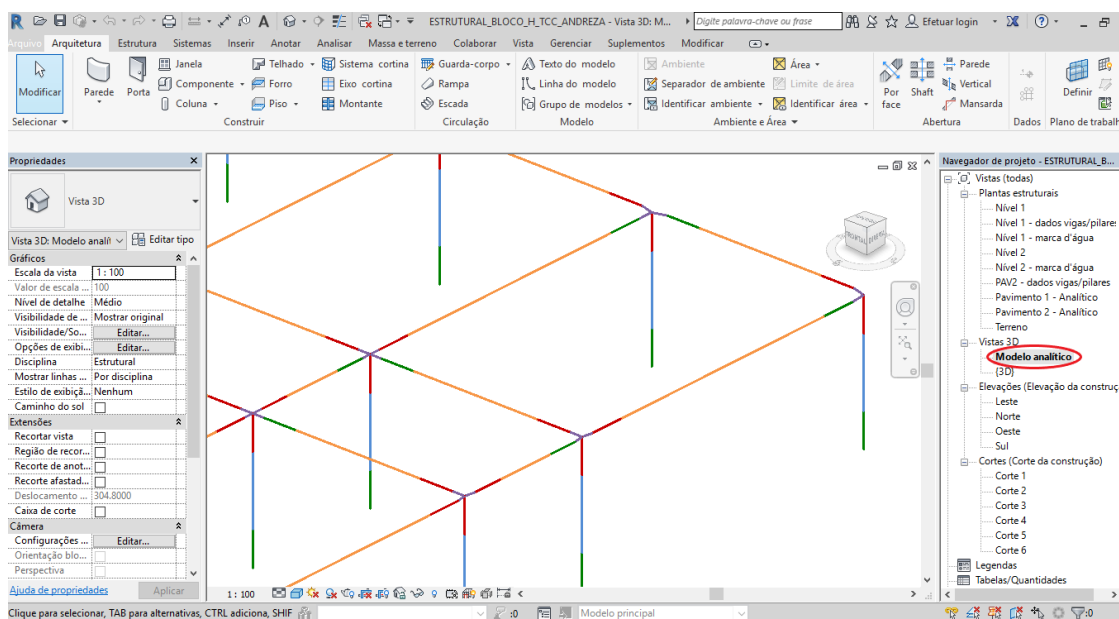 ESTRUTURAL_BLOCO_H_TCC_ANDREZA - Vista 3D: M...
Digite palavra-chave ou frase
Efetuar login
Arquivo Arquitetura Estrutura Sistemas Inserir Anotar Analisar Massa e terreno Colaborar Vista Gerenciar Suplementos Modificar
Modificar
Selecionar
Parede
Porta
Janela
Componente
Coluna
Telhado
Forro
Piso
Sistema cortina
Eixo cortina
Montante
Construir
Guarda-corpo
Rampa
Escada
Circulação
Texto do modelo
Linha do modelo
Grupo de modelos
Modelo
Ambiente
Separador de ambiente
Identificar ambiente
Área
Limite de área
Identificar área
Ambiente e Área
Por face
Shaft
Parede
Vertical
Mansarda
Abertura
Dados
Definir
Plano de trabalh
Propriedades
Vista 3D
Vista 3D: Modelo analít
Editar tipo
Gráficos
Escala da vista 1 : 100
Valor de escala ... 100
Nível de detalhe Médio
Visibilidade de ... Mostrar original
Visibilidade/So... Editar...
Opções de exibi... Editar...
Disciplina Estrutural
Mostrar linhas ... Por disciplina
Estilo de exibiçã... Nenhum
Caminho do sol
Extensões
Recortar vista
Região de recor...
Recorte de anot...
Recorte afastad...
Deslocamento ... 304.8000
Caixa de corte
Câmera
Configurações ... Editar...
Orientação blo...
Perspectiva
Ajuda de propriedades
Aplicar
FRONTAL
1 : 100
Navegador de projeto - ESTRUTURAL_B...
Vistas (todas)
Plantas estruturais
Nível 1
Nível 1 - dados vigas/pilares
Nível 1 - marca d'água
Nível 2
Nível 2 - marca d'água
PAV2 - dados vigas/pilares
Pavimento 1 - Analítico
Pavimento 2 - Analítico
Terreno
Vistas 3D
Modelo analítico
{3D}
Elevações (Elevação da construç
Leste
Norte
Oeste
Sul
Cortes (Corte da construção)
Corte 1
Corte 2
Corte 3
Corte 4
Corte 5
Corte 6
Legendas
Tabelas/Quantidades
Clique para selecionar, TAB para alternativas, CTRL adiciona, SHIF
:0
Modelo principal
:0